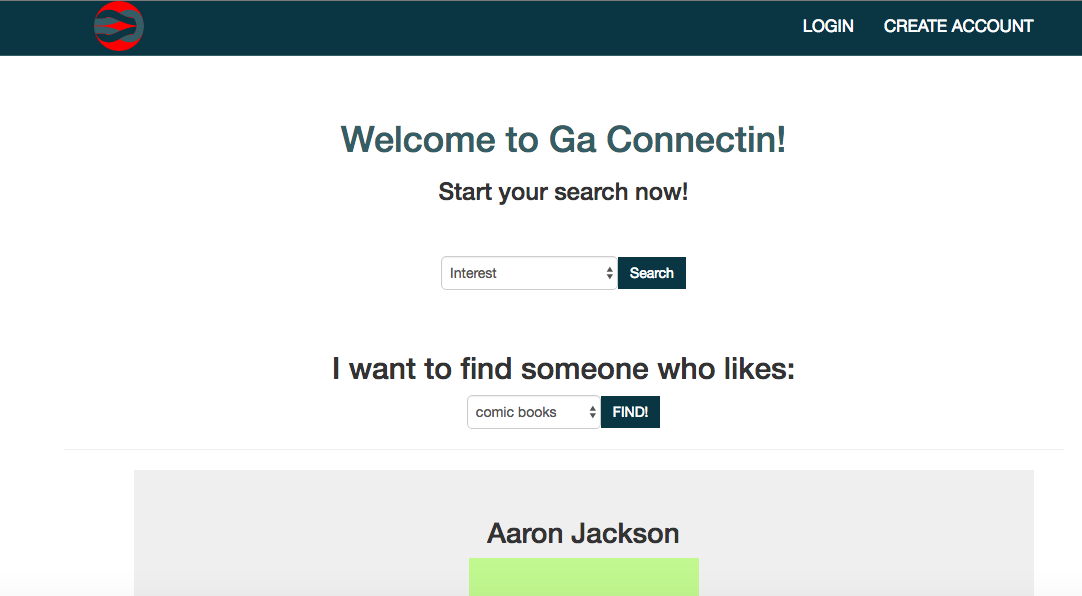 LOGIN CREATE ACCOUNT
Welcome to Ga Connectin!
Start your search now!
Interest Search
I want to find someone who likes:
comic books FIND!
Aaron Jackson